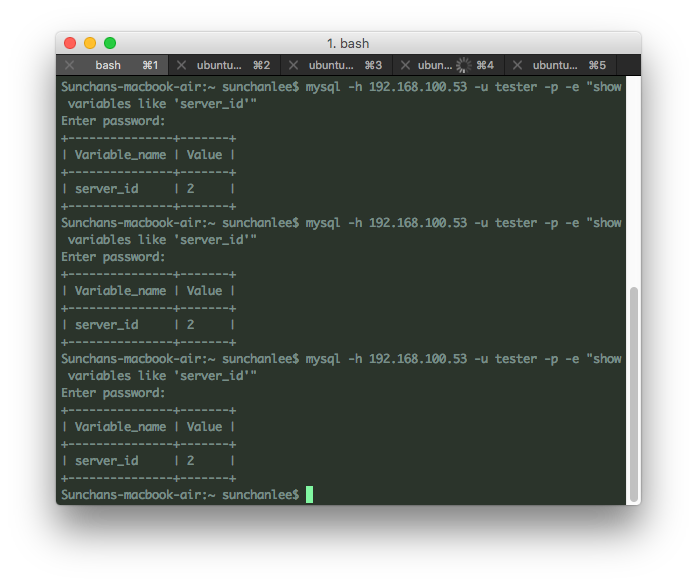 1. bash
bash ⌘1 ubuntu... ⌘2 ubuntu... ⌘3 ubun... ⌘4 ubuntu... ⌘5
Sunchans-macbook-air:~ sunchanlee$ mysql -h 192.168.100.53 -u tester -p -e "show
 variables like 'server_id'"
Enter password:
+---------------+-------+
| Variable_name | Value |
+---------------+-------+
| server_id     | 2     |
+---------------+-------+
Sunchans-macbook-air:~ sunchanlee$ mysql -h 192.168.100.53 -u tester -p -e "show
 variables like 'server_id'"
Enter password:
+---------------+-------+
| Variable_name | Value |
+---------------+-------+
| server_id     | 2     |
+---------------+-------+
Sunchans-macbook-air:~ sunchanlee$ mysql -h 192.168.100.53 -u tester -p -e "show
 variables like 'server_id'"
Enter password:
+---------------+-------+
| Variable_name | Value |
+---------------+-------+
| server_id     | 2     |
+---------------+-------+
Sunchans-macbook-air:~ sunchanlee$